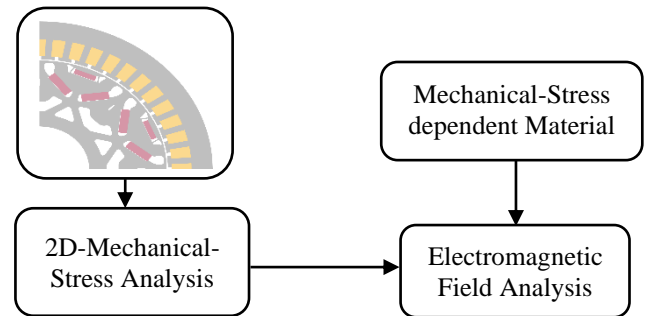 Mechanical-Stress
dependent Material
2D-Mechanical-
Stress Analysis
Electromagnetic
Field Analysis